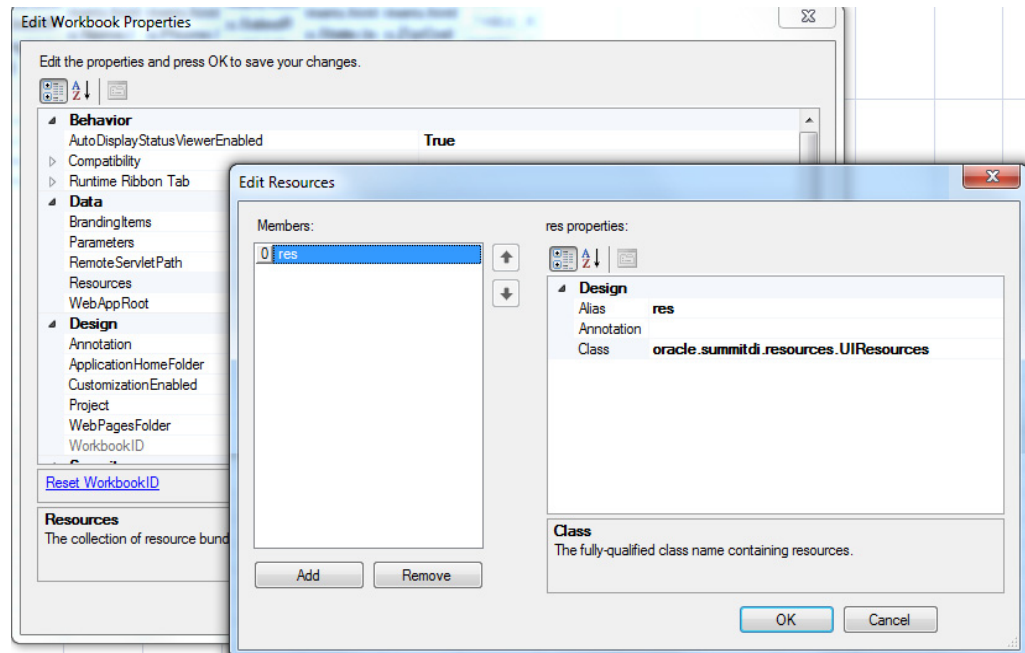 Edit Workbook Properties
Edit the properties and press OK to save your changes.
Behavior
AutoDisplayStatusViewerEnabled True
Compatibility
Runtime Ribbon Tab
Data
BrandingItems
Parameters
RemoteServletPath
Resources
WebAppRoot
Design
Annotation
ApplicationHomeFolder
CustomizationEnabled
Project
WebPagesFolder
WorkbookID
Reset WorkbookID
Resources
The collection of resource bund
Edit Resources
Members:
0 res
Add Remove
res properties:
Design
Alias res
Annotation
Class oracle.summitdi.resources.UIResources
Class
The fully-qualified class name containing resources.
OK Cancel